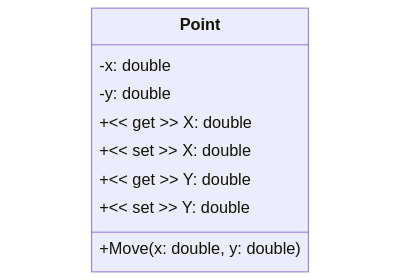 Point
-x: double
-y: double
+<< get >> X: double
+<< set >> X: double
+<< get >> Y: double
+<< set >> Y: double
+Move(x: double, y: double)